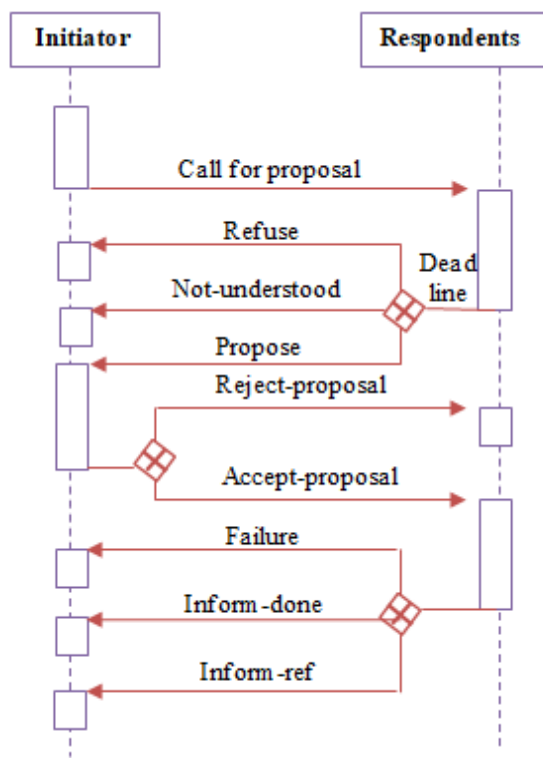 Initiator
Respondents
Call for proposal
Refuse
Dead
line
Not-understood
Propose
Reject-proposal
Accept-proposal
Failure
Inform-done
Inform-ref